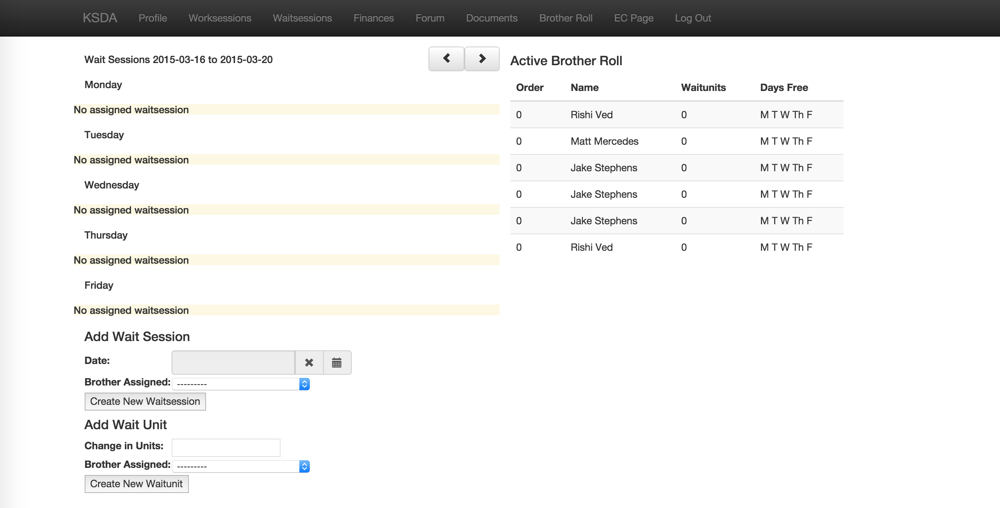 KSDA Profile Worksessions Waitsessions Finances Forum Documents Brother Roll EC Page Log Out
Wait Sessions 2015-03-16 to 2015-03-20
Monday
No assigned waitsession
Tuesday
No assigned waitsession
Wednesday
No assigned waitsession
Thursday
No assigned waitsession
Friday
No assigned waitsession
Add Wait Session
Date:
Brother Assigned: ---------
Create New Waitsession
Add Wait Unit
Change in Units:
Brother Assigned: ---------
Create New Waitunit
Active Brother Roll
Order Name Waitunits Days Free
0 Rishi Ved 0 M T W Th F
0 Matt Mercedes 0 M T W Th F
0 Jake Stephens 0 M T W Th F
0 Jake Stephens 0 M T W Th F
0 Jake Stephens 0 M T W Th F
0 Rishi Ved 0 M T W Th F